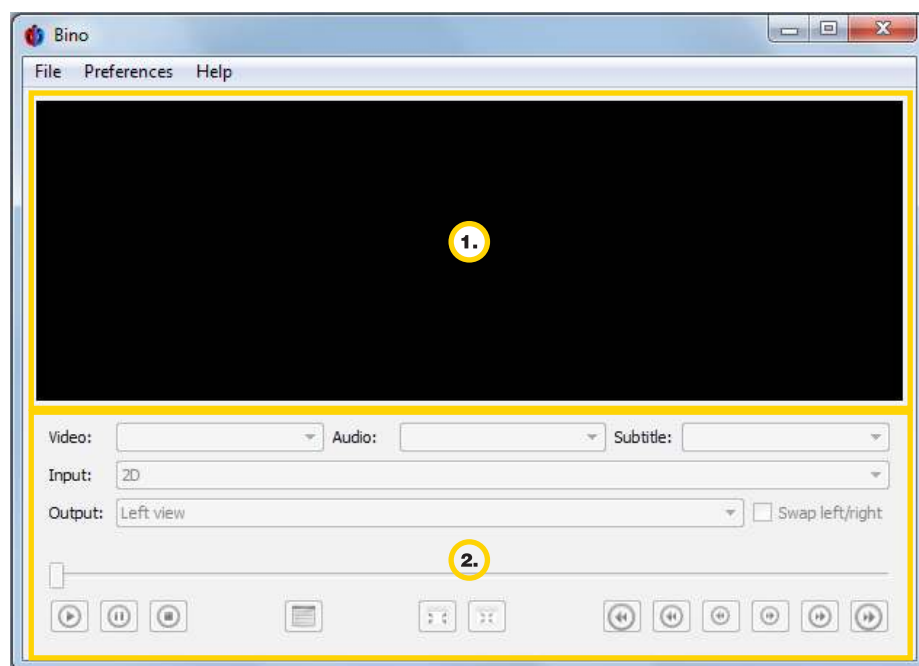 Bino
File Preferences Help
1.
Video: Audio: Subtitle:
Input: 2D
Output: Left view Swap left/right
2.